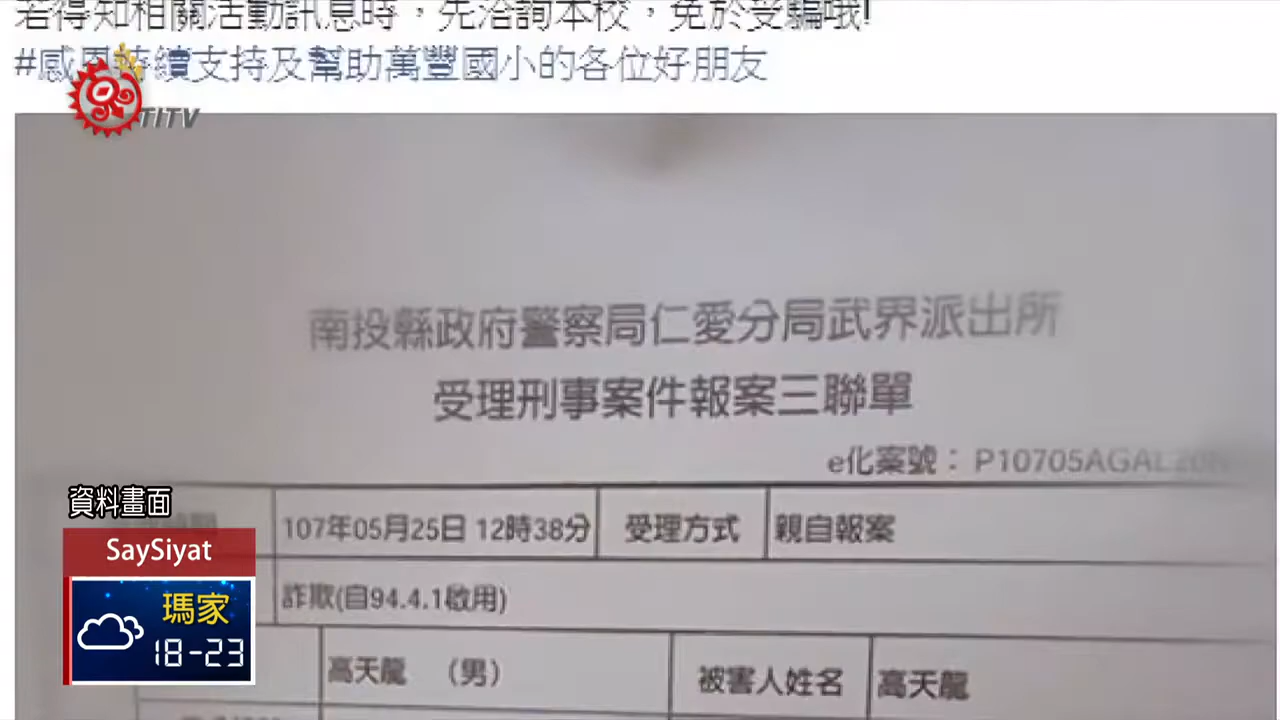 若得知相關活動訊息時，先洽詢本校，免於受騙哦!
#感恩持續支持及幫助萬豐國小的各位好朋友
TITV
南投縣政府警察局仁愛分局武界派出所
受理刑事案件報案三聯單
e化案號：P10705AGAL
資料畫面
107年05月25日 12時38分 受理方式 親自報案
SaySiyat
詐欺(自94.4.1啟用)
瑪家
18-23
高天龍 （男） 被害人姓名 高天龍